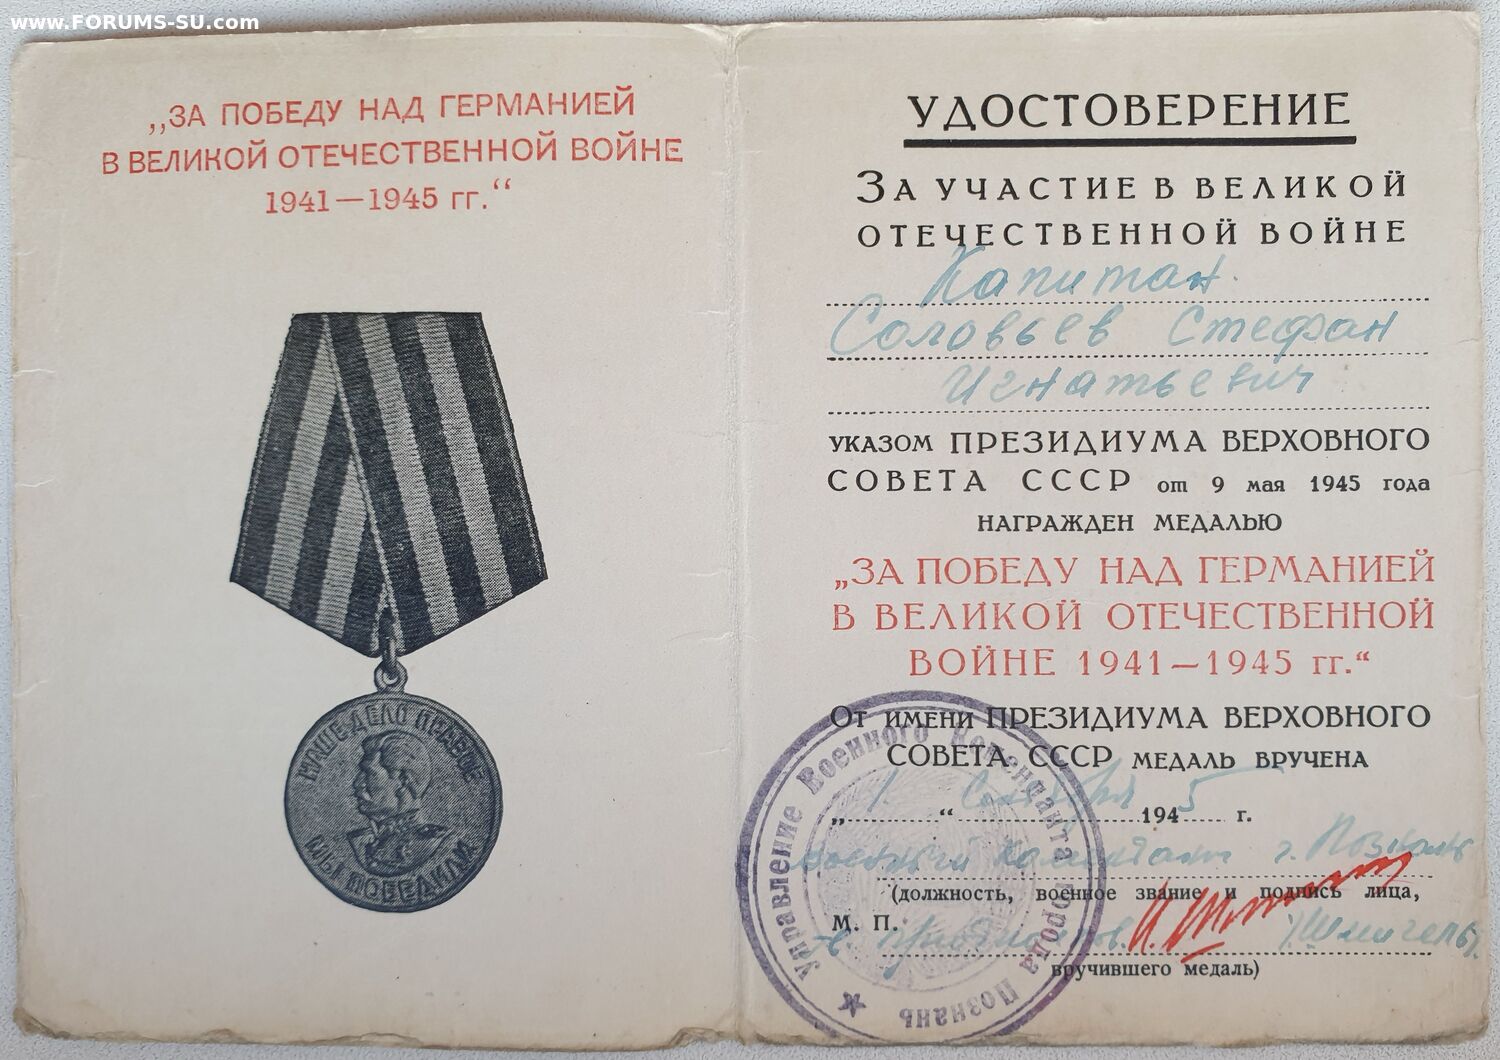 www.FORUMS-SU.com
„ЗА ПОБЕДУ НАД ГЕРМАНИЕЙ
В ВЕЛИКОЙ ОТЕЧЕСТВЕННОЙ ВОЙНЕ
1941—1945 гг.“
НАШЕ ДЕЛО ПРАВОЕ
МЫ ПОБЕДИЛИ
УДОСТОВЕРЕНИЕ
ЗА УЧАСТИЕ В ВЕЛИКОЙ
ОТЕЧЕСТВЕННОЙ ВОЙНЕ
Капитан.
Соловьев Стефан
Игнатьевич
УКАЗОМ ПРЕЗИДИУМА ВЕРХОВНОГО
СОВЕТА СССР от 9 мая 1945 года
НАГРАЖДЕН МЕДАЛЬЮ
„ЗА ПОБЕДУ НАД ГЕРМАНИЕЙ
В ВЕЛИКОЙ ОТЕЧЕСТВЕННОЙ
ВОЙНЕ 1941—1945 гг.“
ОТ ИМЕНИ ПРЕЗИДИУМА ВЕРХОВНОГО
СОВЕТА СССР МЕДАЛЬ ВРУЧЕНА
„1.“ Сентября 1945 г.
военный комендант г. Познань
(должность, военное звание и подпись лица,
М. П.
вручившего медаль)
Управление Военного Коменданта города Познань